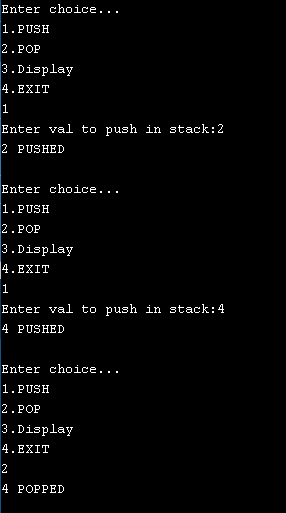 Enter choice...
1.PUSH
2.POP
3.Display
4.EXIT
1
Enter val to push in stack:2
2 PUSHED
Enter choice...
1.PUSH
2.POP
3.Display
4.EXIT
1
Enter val to push in stack:4
4 PUSHED
Enter choice...
1.PUSH
2.POP
3.Display
4.EXIT
2
4 POPPED